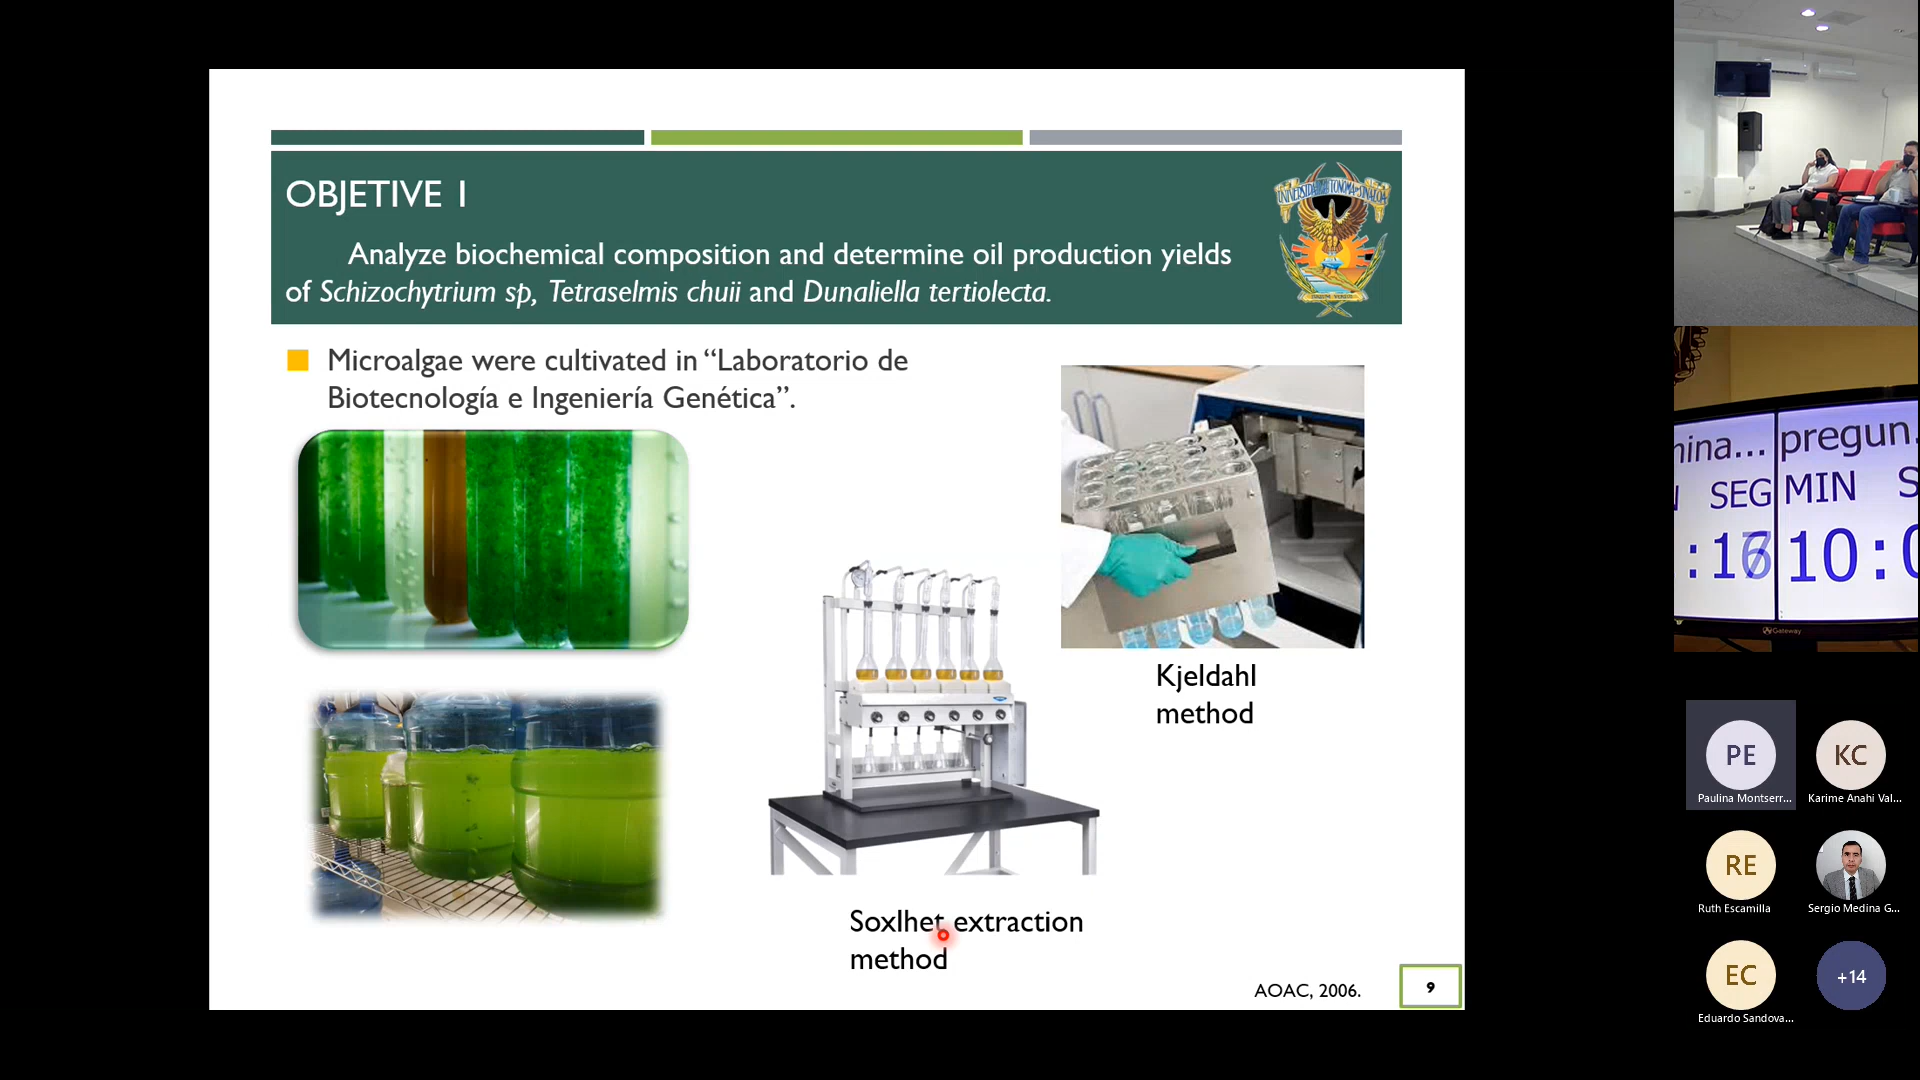 OBJETIVE 1
Analyze biochemical composition and determine oil production yields
of Schizochytrium sp, Tetraselmis chuii and Dunaliella tertiolecta.
Microalgae were cultivated in “Laboratorio de
Biotecnología e Ingeniería Genética”.
Kjeldahl
method
Soxlhet extraction
method
AOAC, 2006.
9
pregun.
SEG
MIN
10:0
Gateway
PE
Paulina Montserr...
KC
Karime Anahi Val...
RE
Ruth Escamilla
Sergio Medina G...
EC
Eduardo Sandova...
+14